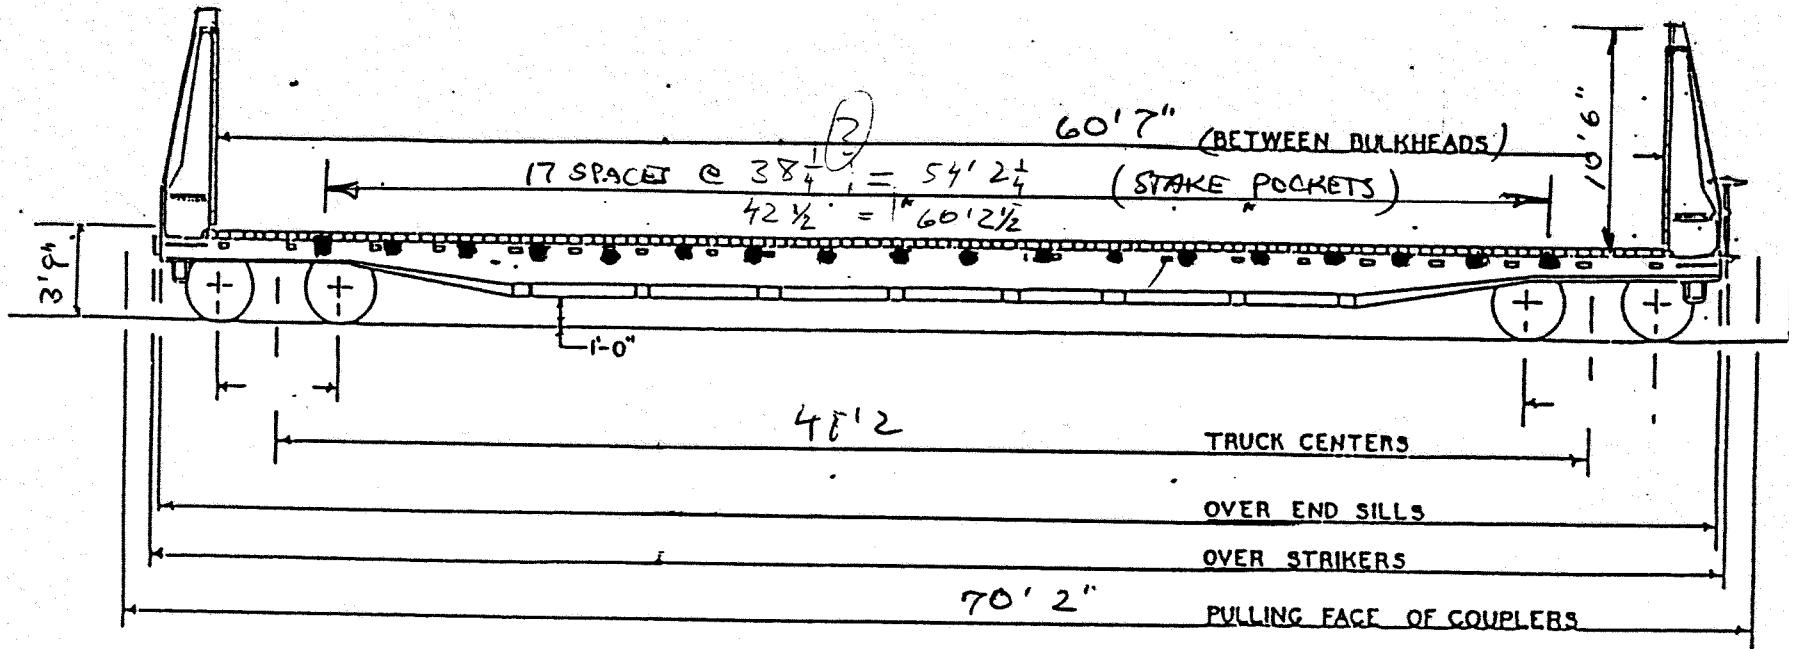 60' 7" (BETWEEN BULKHEADS)
10' 6"
17 SPACES @ 38 1/4 = 54' 2 1/4 (STAKE POCKETS)
?
42 1/2 = 60' 2 1/2
1'-0"
TRUCK CENTERS
OVER END SILLS
OVER STRIKERS
70' 2" PULLING FACE OF COUPLERS